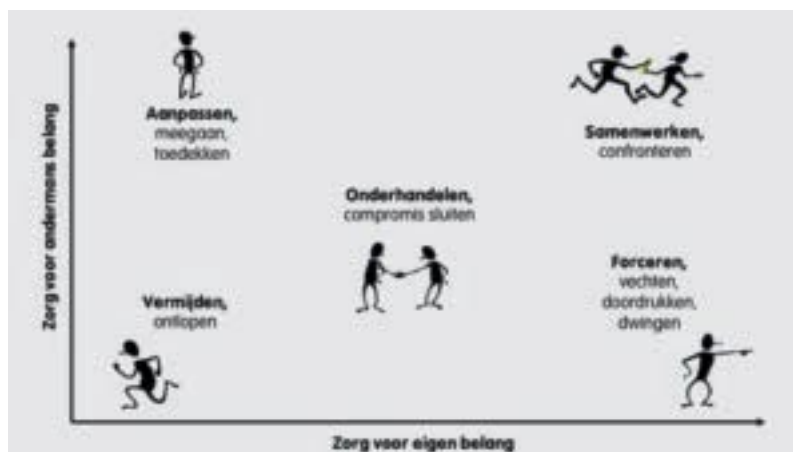 Aanpassen,
meegaan,
toedekken
Samenwerken,
confronteren
Onderhandelen,
compromis sluiten
Vermijden,
ontlopen
Forceren,
vechten,
doordrukken,
dwingen
Zorg voor andermans belang
Zorg voor eigen belang